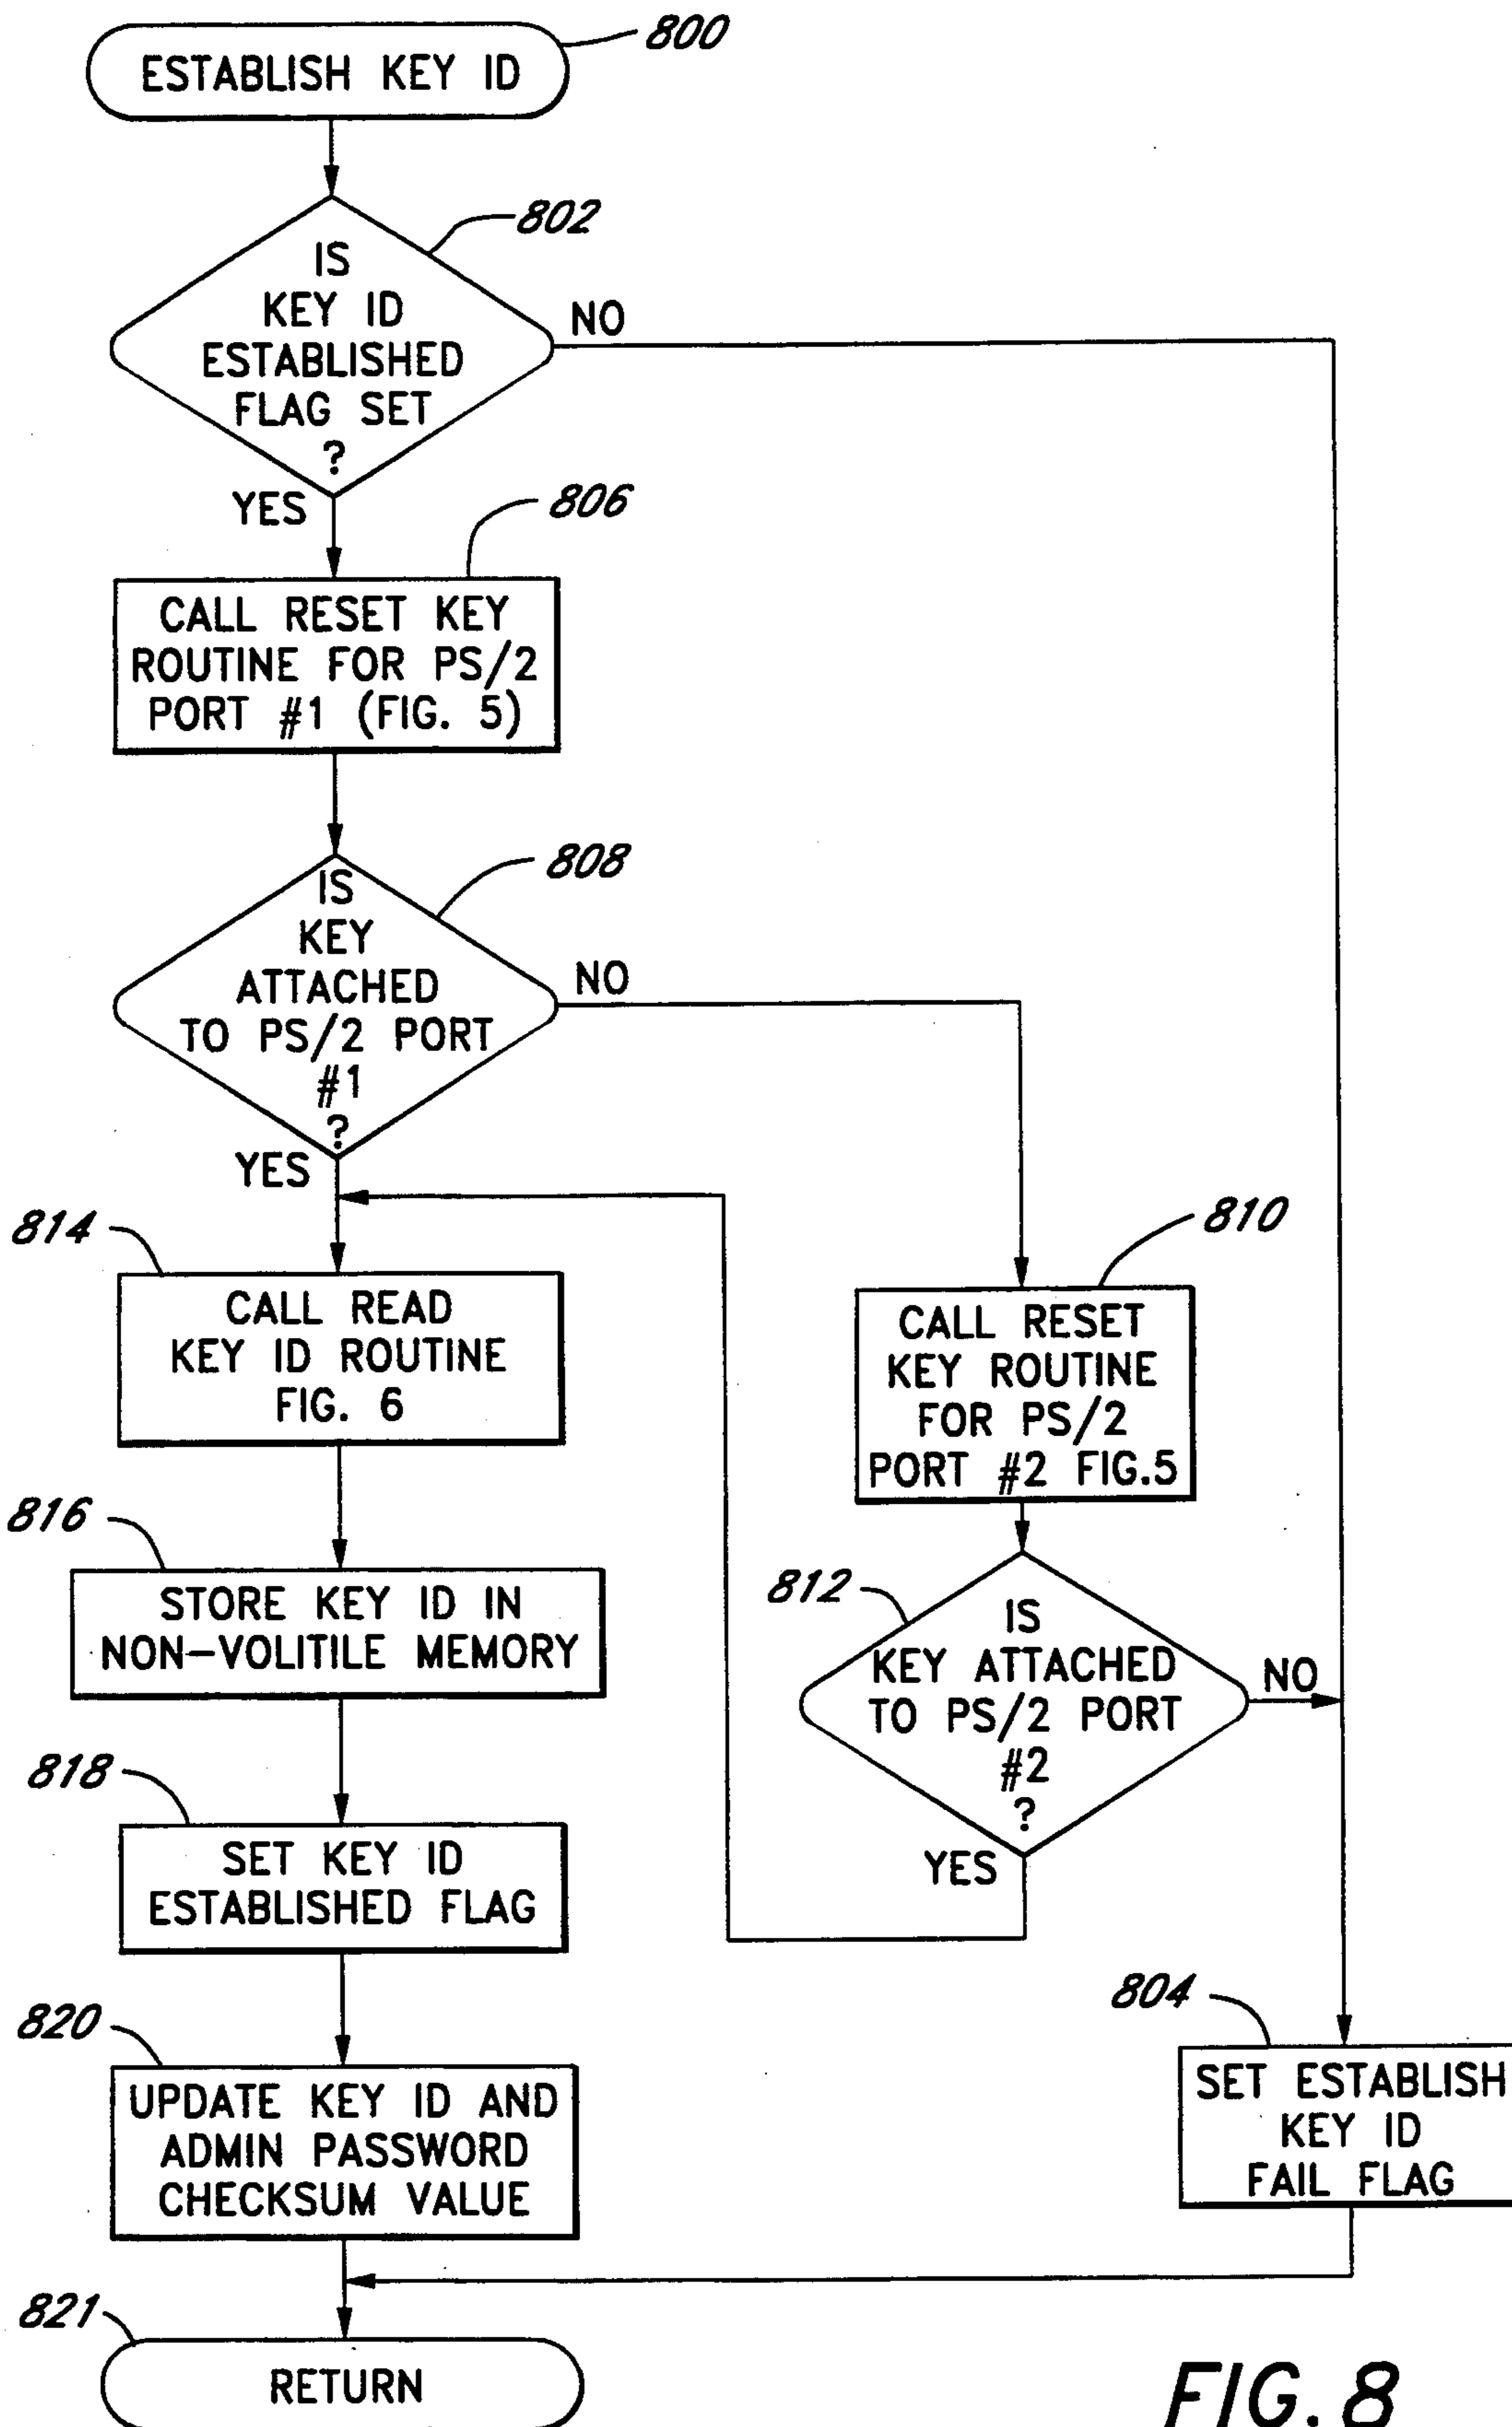 800
ESTABLISH KEY ID
802
IS
KEY ID
ESTABLISHED
FLAG SET
?
NO
YES
806
CALL RESET KEY
ROUTINE FOR PS/2
PORT #1 (FIG. 5)
808
IS
KEY
ATTACHED
TO PS/2 PORT
#1
?
NO
YES
814
CALL READ
KEY ID ROUTINE
FIG. 6
810
CALL RESET
KEY ROUTINE
FOR PS/2
PORT #2 FIG.5
816
STORE KEY ID IN
NON-VOLITILE MEMORY
812
IS
KEY ATTACHED
TO PS/2 PORT
#2
?
NO
YES
818
SET KEY ID
ESTABLISHED FLAG
804
SET ESTABLISH
KEY ID
FAIL FLAG
820
UPDATE KEY ID AND
ADMIN PASSWORD
CHECKSUM VALUE
821
RETURN
FIG. 8